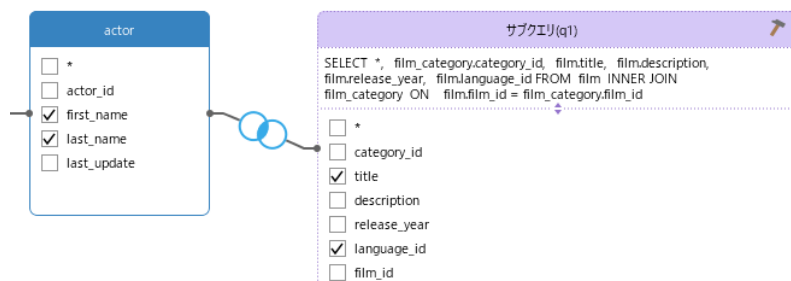 actor
*
actor_id
first_name
last_name
last_update
サブクエリ(q1)
SELECT *, film_category.category_id, film.title, film.description,
film.release_year, film.language_id FROM film INNER JOIN
film_category ON film.film_id = film_category.film_id
*
category_id
title
description
release_year
language_id
film_id